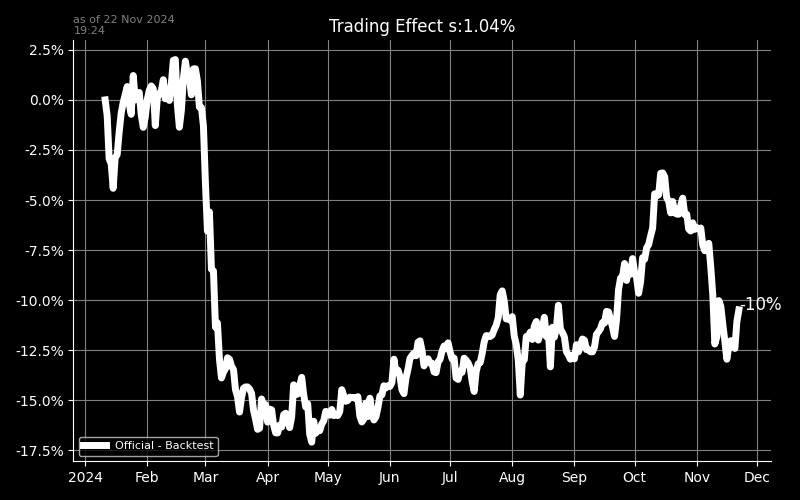 as of 22 Nov 2024
19:24
Trading Effect s:1.04%
2.5%
0.0%
-2.5%
-5.0%
-7.5%
-10.0%
-12.5%
-15.0%
-17.5%
-10%
Official - Backtest
2024 Feb Mar Apr May Jun Jul Aug Sep Oct Nov Dec